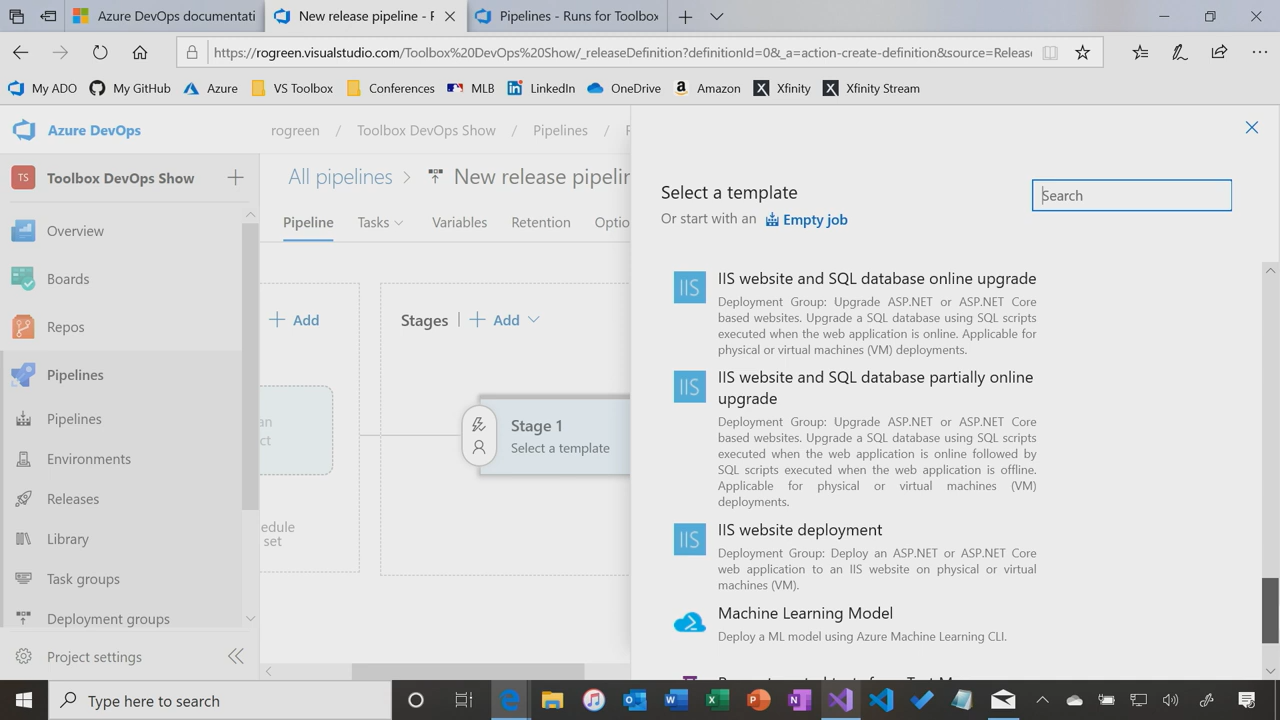 Azure DevOps documentati
New release pipeline - P
Pipelines - Runs for Toolbox
https://rogreen.visualstudio.com/Toolbox%20DevOps%20Show/_releaseDefinition?definitionId=0&_a=action-create-definition&source=Release
My ADO
My GitHub
Azure
VS Toolbox
Conferences
MLB
LinkedIn
OneDrive
Amazon
Xfinity
Xfinity Stream
Azure DevOps
rogreen / Toolbox DevOps Show / Pipelines /
TS Toolbox DevOps Show
All pipelines > New release pipelin
Pipeline
Tasks
Variables
Retention
Optio
Overview
Boards
Repos
Pipelines
Pipelines
Environments
Releases
Library
Task groups
Deployment groups
Project settings
Add
Stages | Add
an
ct
edule
set
Stage 1
Select a template
Select a template
Or start with an Empty job
Search
IIS
IIS website and SQL database online upgrade
Deployment Group: Upgrade ASP.NET or ASP.NET Core
based websites. Upgrade a SQL database using SQL scripts
executed when the web application is online. Applicable for
physical or virtual machines (VM) deployments.
IIS
IIS website and SQL database partially online
upgrade
Deployment Group: Upgrade ASP.NET or ASP.NET Core
based websites. Upgrade a SQL database using SQL scripts
executed when the web application is online followed by
SQL scripts executed when the web application is offline.
Applicable for physical or virtual machines (VM)
deployments.
IIS
IIS website deployment
Deployment Group: Deploy an ASP.NET or ASP.NET Core
web application to an IIS website on physical or virtual
machines (VM).
Machine Learning Model
Deploy a ML model using Azure Machine Learning CLI.
Type here to search